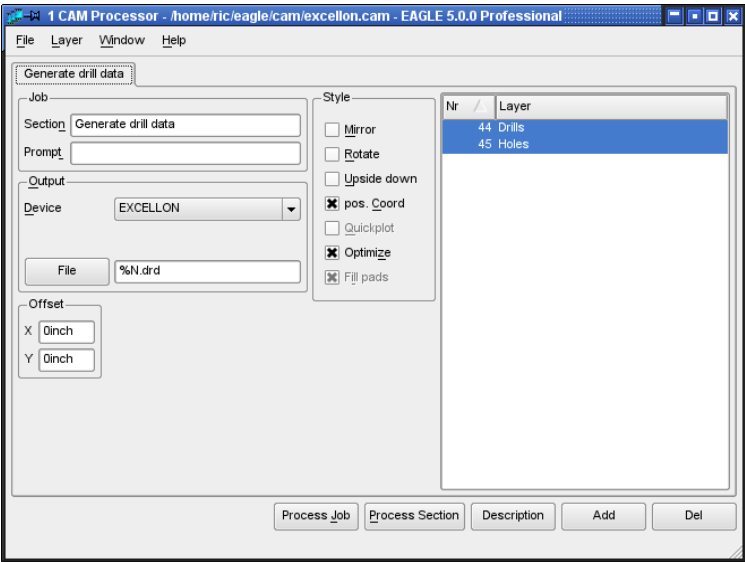 1 CAM Processor - /home/ric/eagle/cam/excellon.cam - EAGLE 5.0.0 Professional
File Layer Window Help
Generate drill data
Job
Section Generate drill data
Prompt
Output
Device EXCELLON
File %N.drd
Offset
X 0inch
Y 0inch
Style
Mirror
Rotate
Upside down
pos. Coord
Quickplot
Optimize
Fill pads
Nr Layer
44 Drills
45 Holes
Process Job Process Section Description Add Del